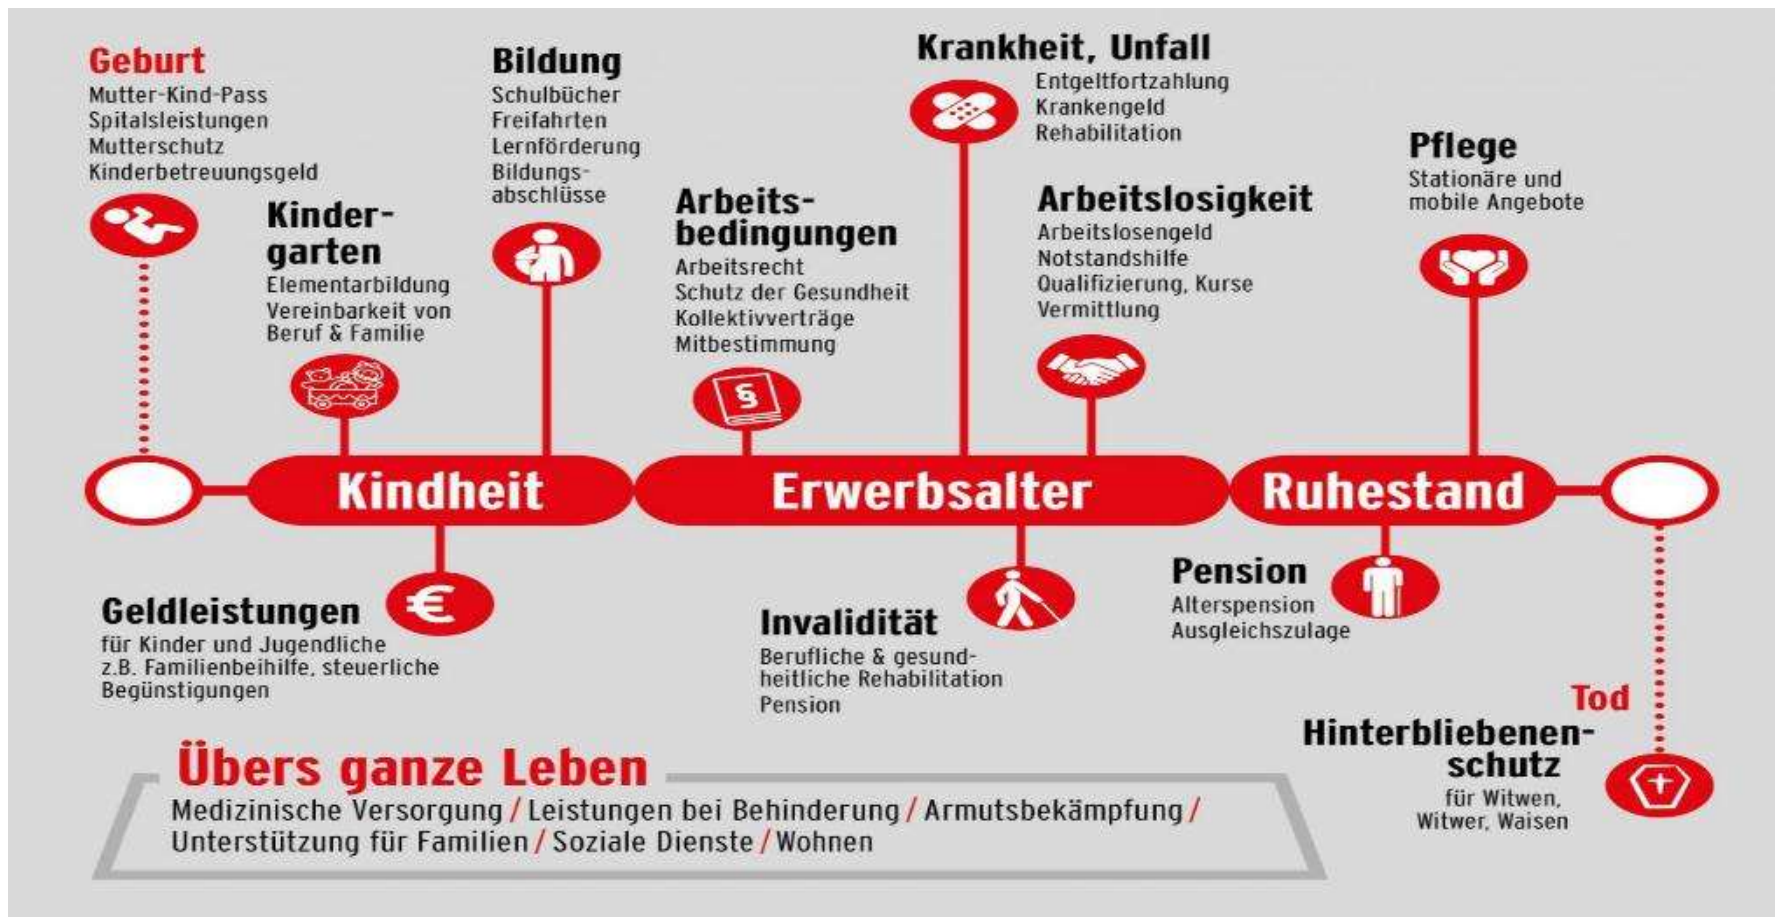 Geburt
Mutter-Kind-Pass
Spitalsleistungen
Mutterschutz
Kinderbetreuungsgeld
Kinder-
garten
Elementarbildung
Vereinbarkeit von
Beruf & Familie
Bildung
Schulbücher
Freifahrten
Lernförderung
Bildungs-
abschlüsse
Arbeits-
bedingungen
Arbeitsrecht
Schutz der Gesundheit
Kollektivverträge
Mitbestimmung
§
Krankheit, Unfall
Entgeltfortzahlung
Krankengeld
Rehabilitation
Arbeitslosigkeit
Arbeitslosengeld
Notstandshilfe
Qualifizierung, Kurse
Vermittlung
Pflege
Stationäre und
mobile Angebote
Kindheit
Erwerbsalter
Ruhestand
€
Geldleistungen
für Kinder und Jugendliche
z.B. Familienbeihilfe, steuerliche
Begünstigungen
Invalidität
Berufliche & gesund-
heitliche Rehabilitation
Pension
Pension
Alterspension
Ausgleichszulage
Tod
Hinterbliebenen-
schutz
für Witwen,
Witwer, Waisen
Übers ganze Leben
Medizinische Versorgung / Leistungen bei Behinderung / Armutsbekämpfung /
Unterstützung für Familien / Soziale Dienste / Wohnen